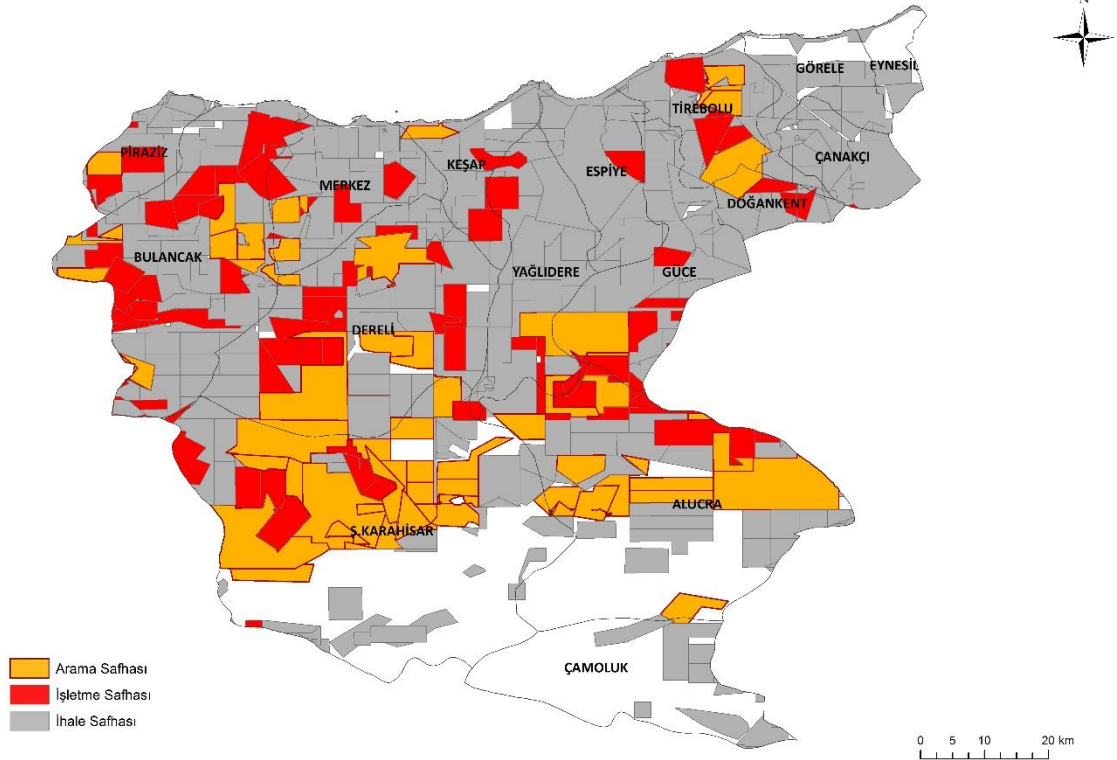 N
GÖRELE
EYNESİL
TİREBOLU
PİRAZİZ
KEŞAP
ESPİYE
ÇANAKÇI
MERKEZ
DOĞANKENT
BULANCAK
YAĞLIDERE
GÜCE
DERELİ
ALUCRA
Ş.KARAHİSAR
ÇAMOLUK
Arama Safhası
İşletme Safhası
İhale Safhası
0 5 10 20 km